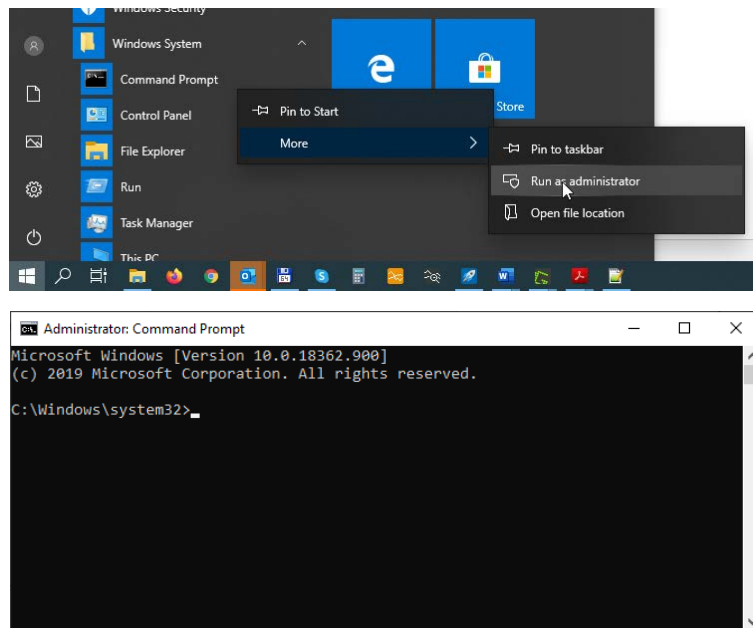 Windows Security
Windows System
Command Prompt
Control Panel
File Explorer
Run
Task Manager
This PC
Store
Pin to Start
More
Pin to taskbar
Run as administrator
Open file location
64
Administrator: Command Prompt
Microsoft Windows [Version 10.0.18362.900]
(c) 2019 Microsoft Corporation. All rights reserved.
C:\Windows\system32>